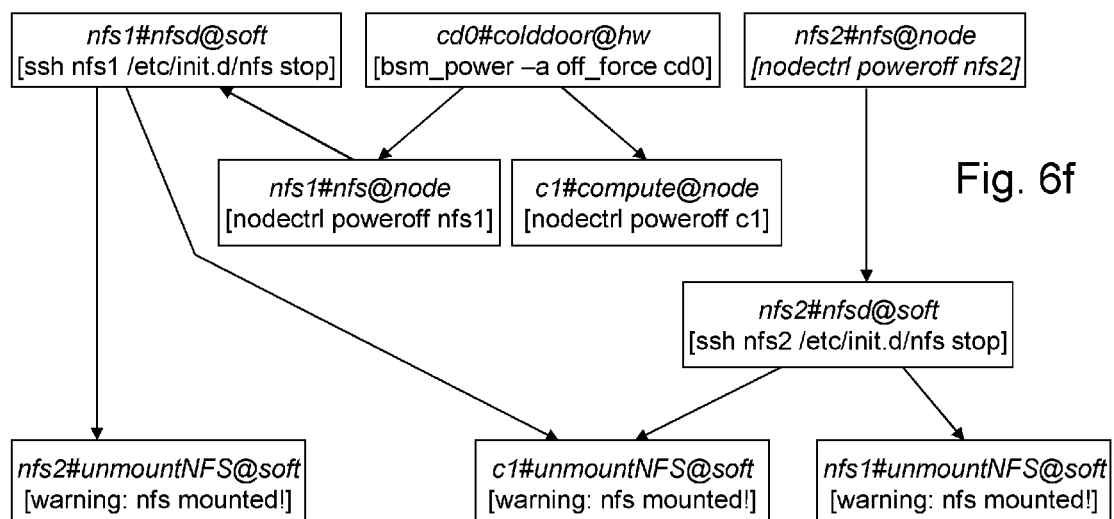 nfs1#nfsd@soft
[ssh nfs1 /etc/init.d/nfs stop]
cd0#colddoor@hw
[bsm_power –a off_force cd0]
nfs2#nfs@node
[nodectrl poweroff nfs2]
nfs1#nfs@node
[nodectrl poweroff nfs1]
c1#compute@node
[nodectrl poweroff c1]
Fig. 6f
nfs2#nfsd@soft
[ssh nfs2 /etc/init.d/nfs stop]
nfs2#unmountNFS@soft
[warning: nfs mounted!]
c1#unmountNFS@soft
[warning: nfs mounted!]
nfs1#unmountNFS@soft
[warning: nfs mounted!]